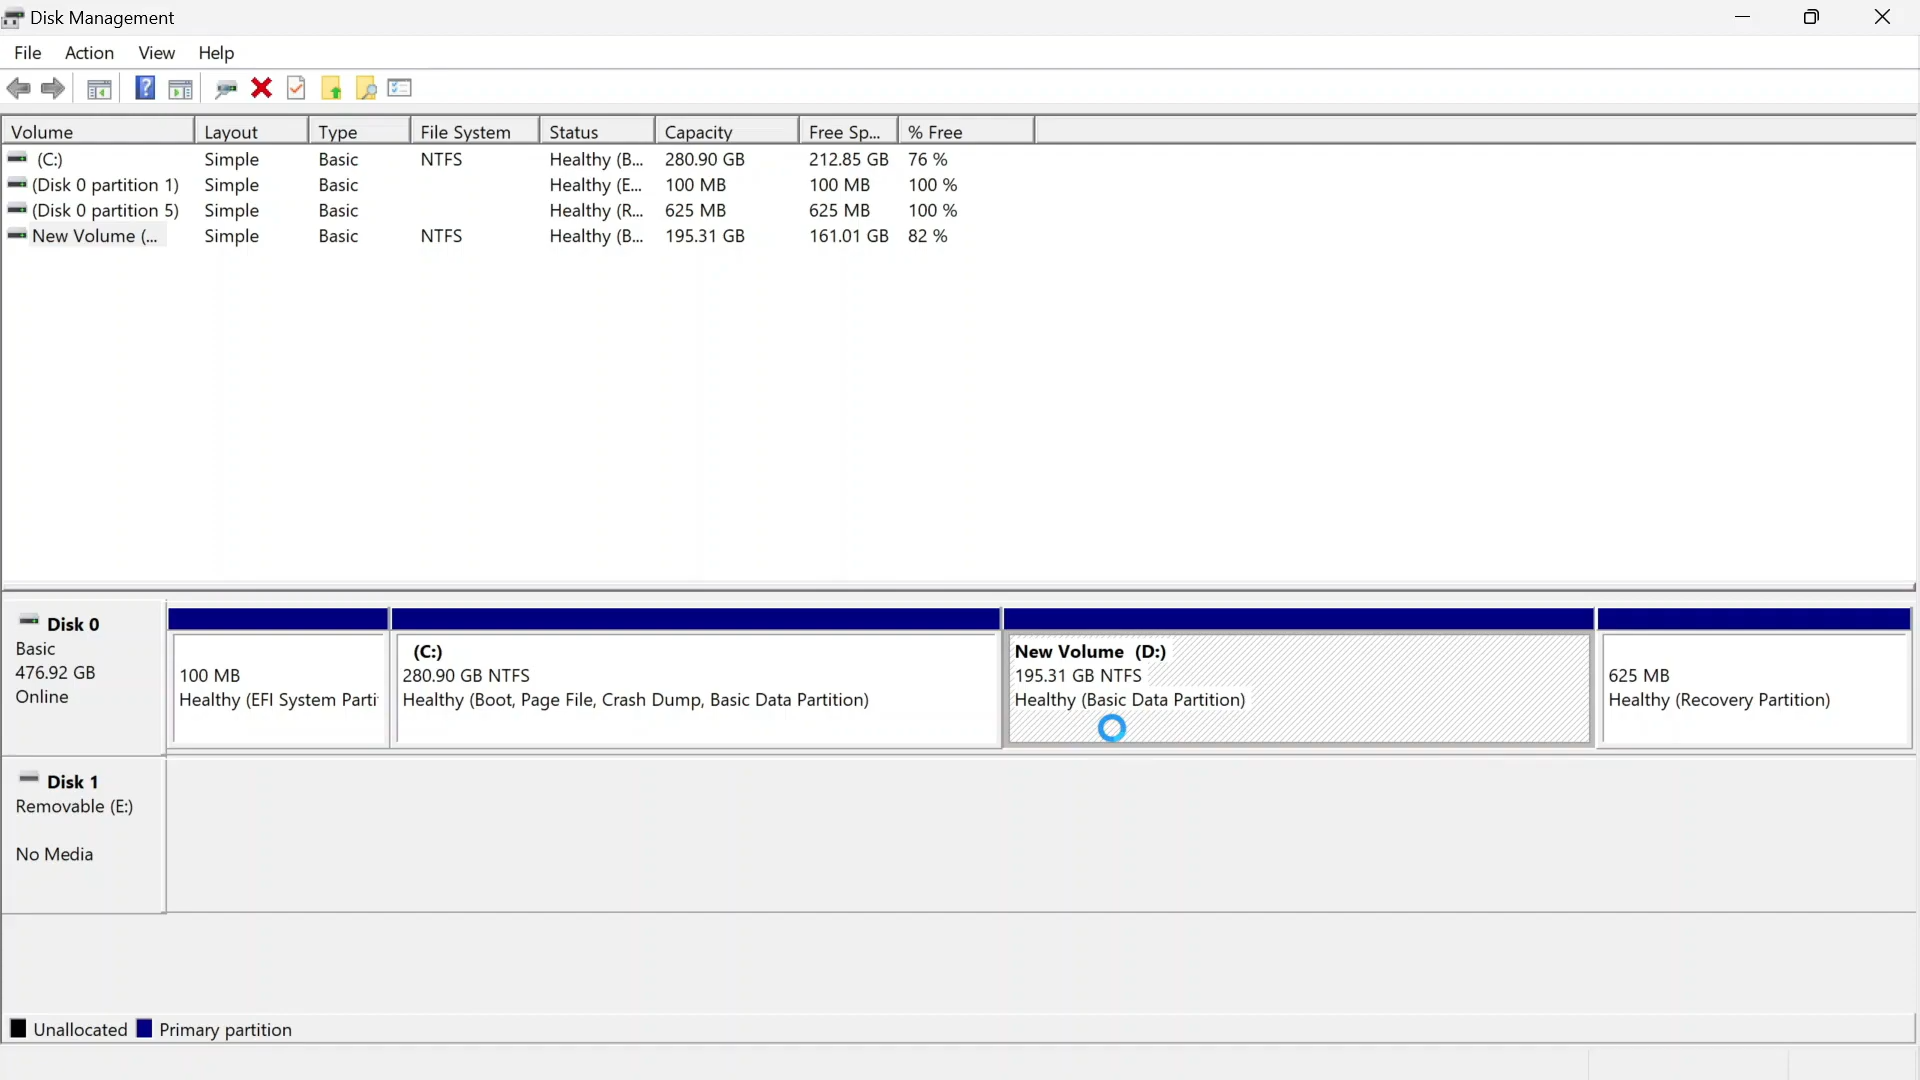 Disk Management
File Action View Help
Volume Layout Type File System Status Capacity Free Sp... % Free
(C:) Simple Basic NTFS Healthy (B... 280.90 GB 212.85 GB 76 %
(Disk 0 partition 1) Simple Basic Healthy (E... 100 MB 100 MB 100 %
(Disk 0 partition 5) Simple Basic Healthy (R... 625 MB 625 MB 100 %
New Volume (... Simple Basic NTFS Healthy (B... 195.31 GB 161.01 GB 82 %
Disk 0
Basic
476.92 GB
Online
100 MB
Healthy (EFI System Parti
(C:)
280.90 GB NTFS
Healthy (Boot, Page File, Crash Dump, Basic Data Partition)
New Volume (D:)
195.31 GB NTFS
Healthy (Basic Data Partition)
625 MB
Healthy (Recovery Partition)
Disk 1
Removable (E:)
No Media
Unallocated Primary partition